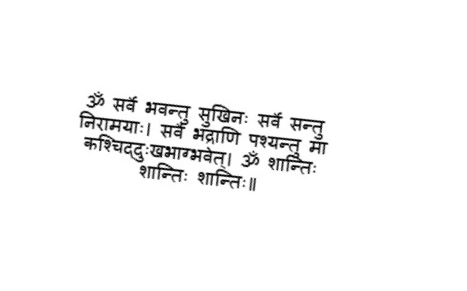 ॐ सर्वे भवन्तु सुखिनः सर्वे सन्तु
निरामयाः। सर्वे भद्राणि पश्यन्तु मा
कश्चिद्दुःखभाग्भवेत्। ॐ शान्तिः
शान्तिः शान्तिः॥